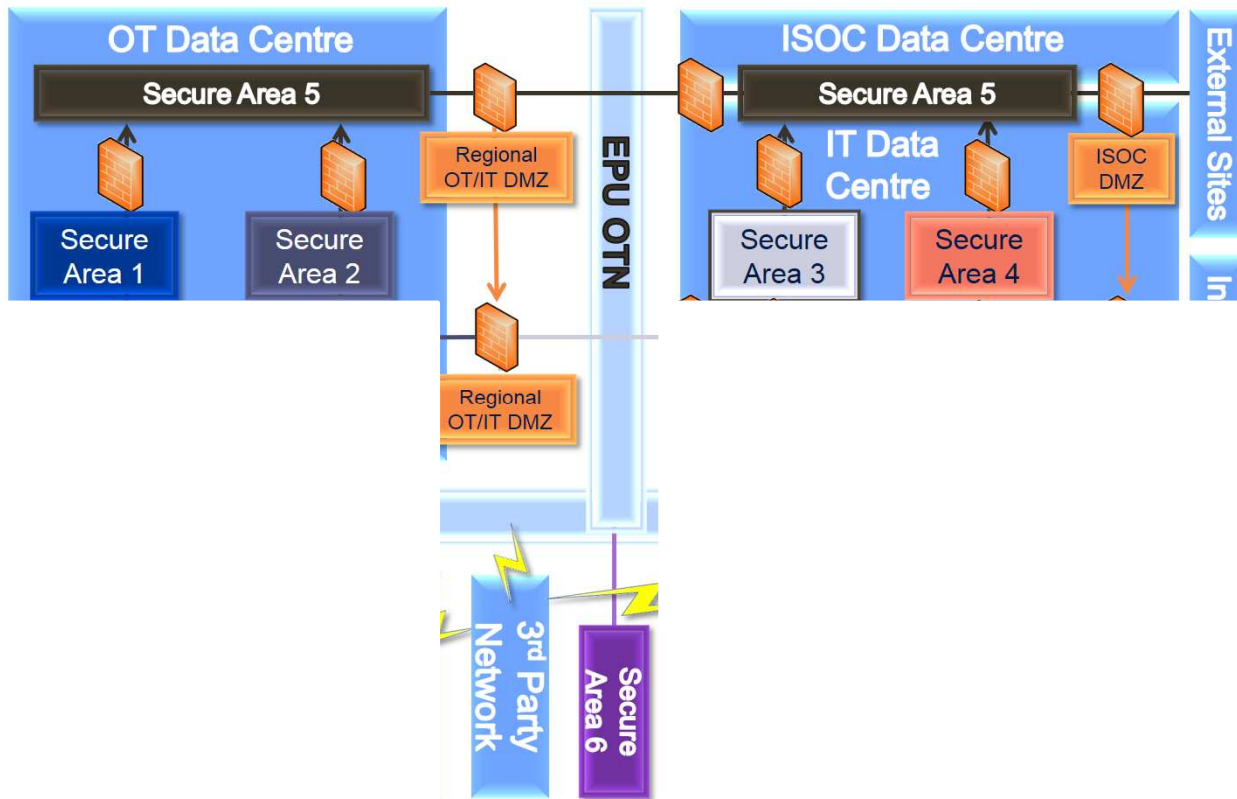 OT Data Centre
Secure Area 5
Regional
OT/IT DMZ
Secure
Area 1
Secure
Area 2
EPU OTN
ISOC Data Centre
Secure Area 5
IT Data
Centre
ISOC
DMZ
Secure
Area 3
Secure
Area 4
External Sites
In
Regional
OT/IT DMZ
3rd Party
Network
Secure
Area 6